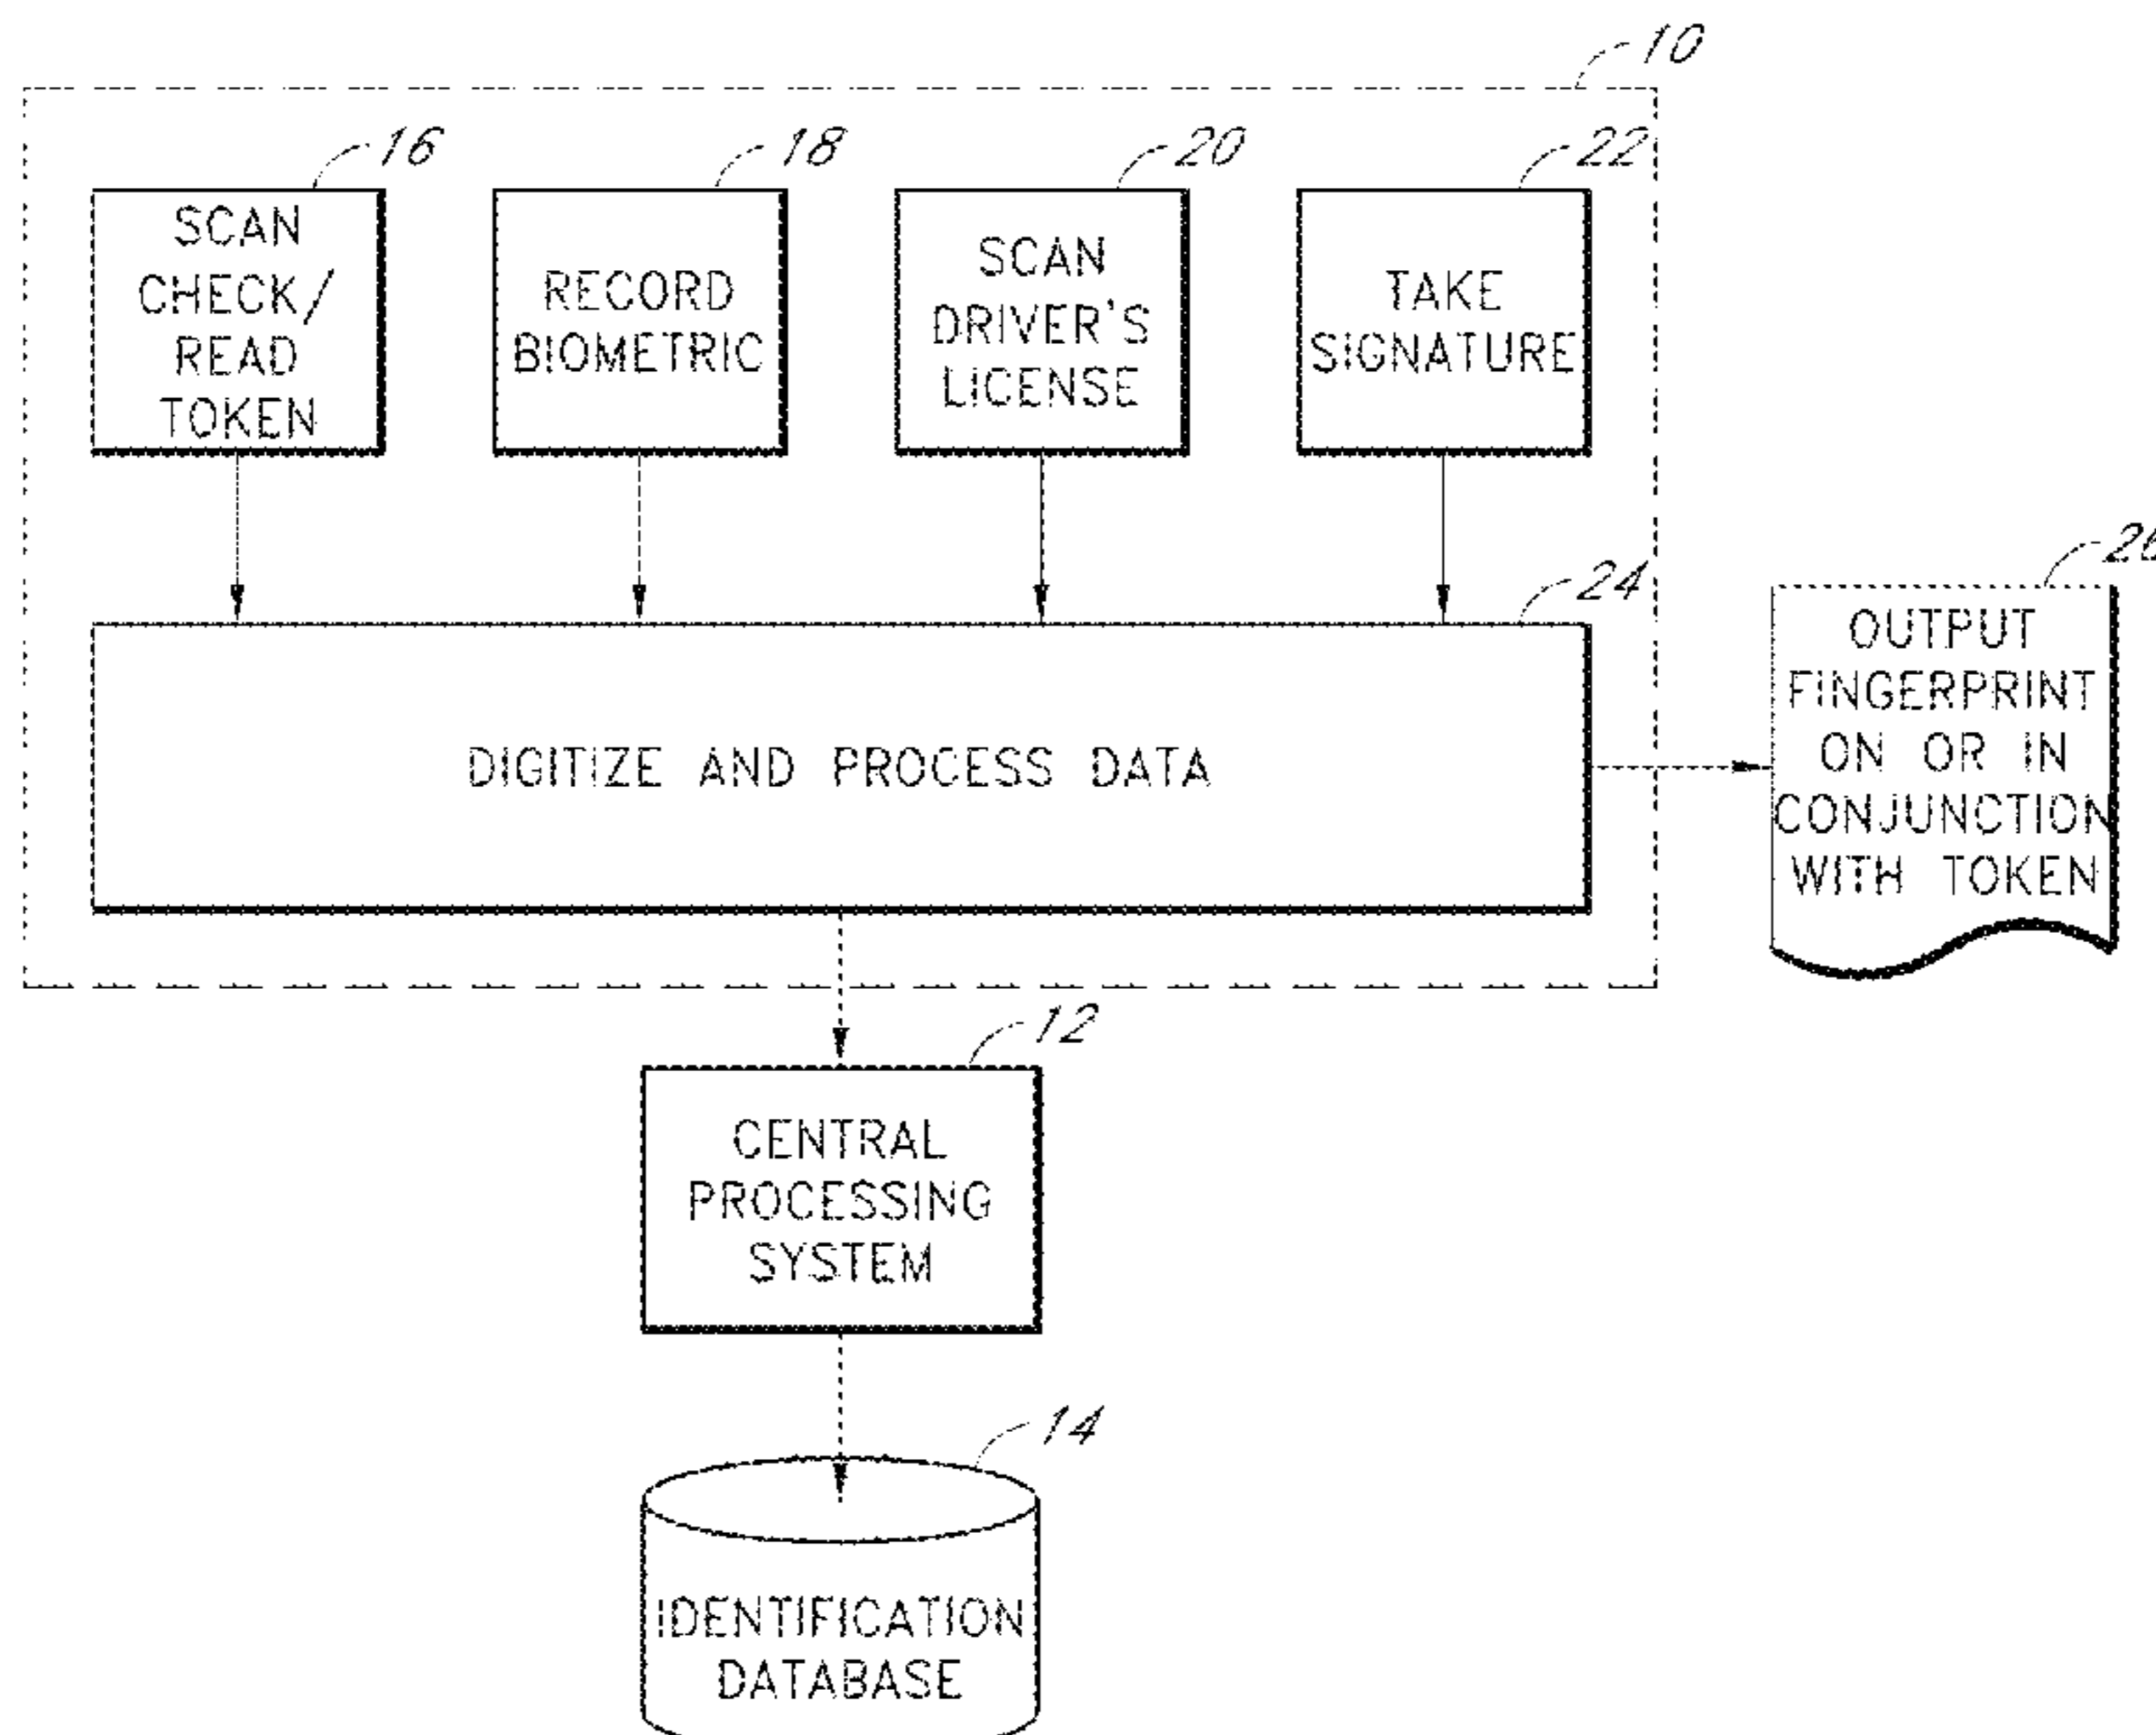 10
16
18
20
22
SCAN
CHECK/
READ
TOKEN
RECORD
BIOMETRIC
SCAN
DRIVER'S
LICENSE
TAKE
SIGNATURE
24
DIGITIZE AND PROCESS DATA
OUTPUT
FINGERPRINT
ON OR IN
CONJUNCTION
WITH TOKEN
12
CENTRAL
PROCESSING
SYSTEM
14
IDENTIFICATION
DATABASE